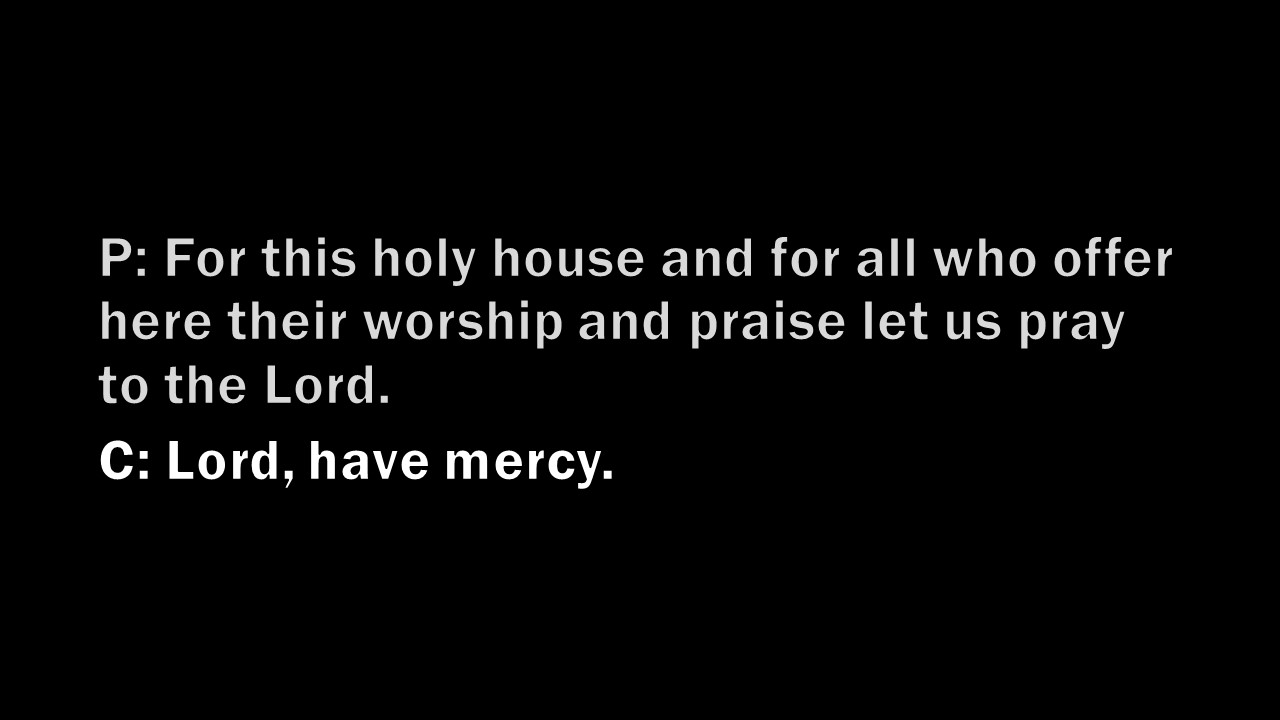 P: For this holy house and for all who offer
here their worship and praise let us pray
to the Lord.
C: Lord, have mercy.